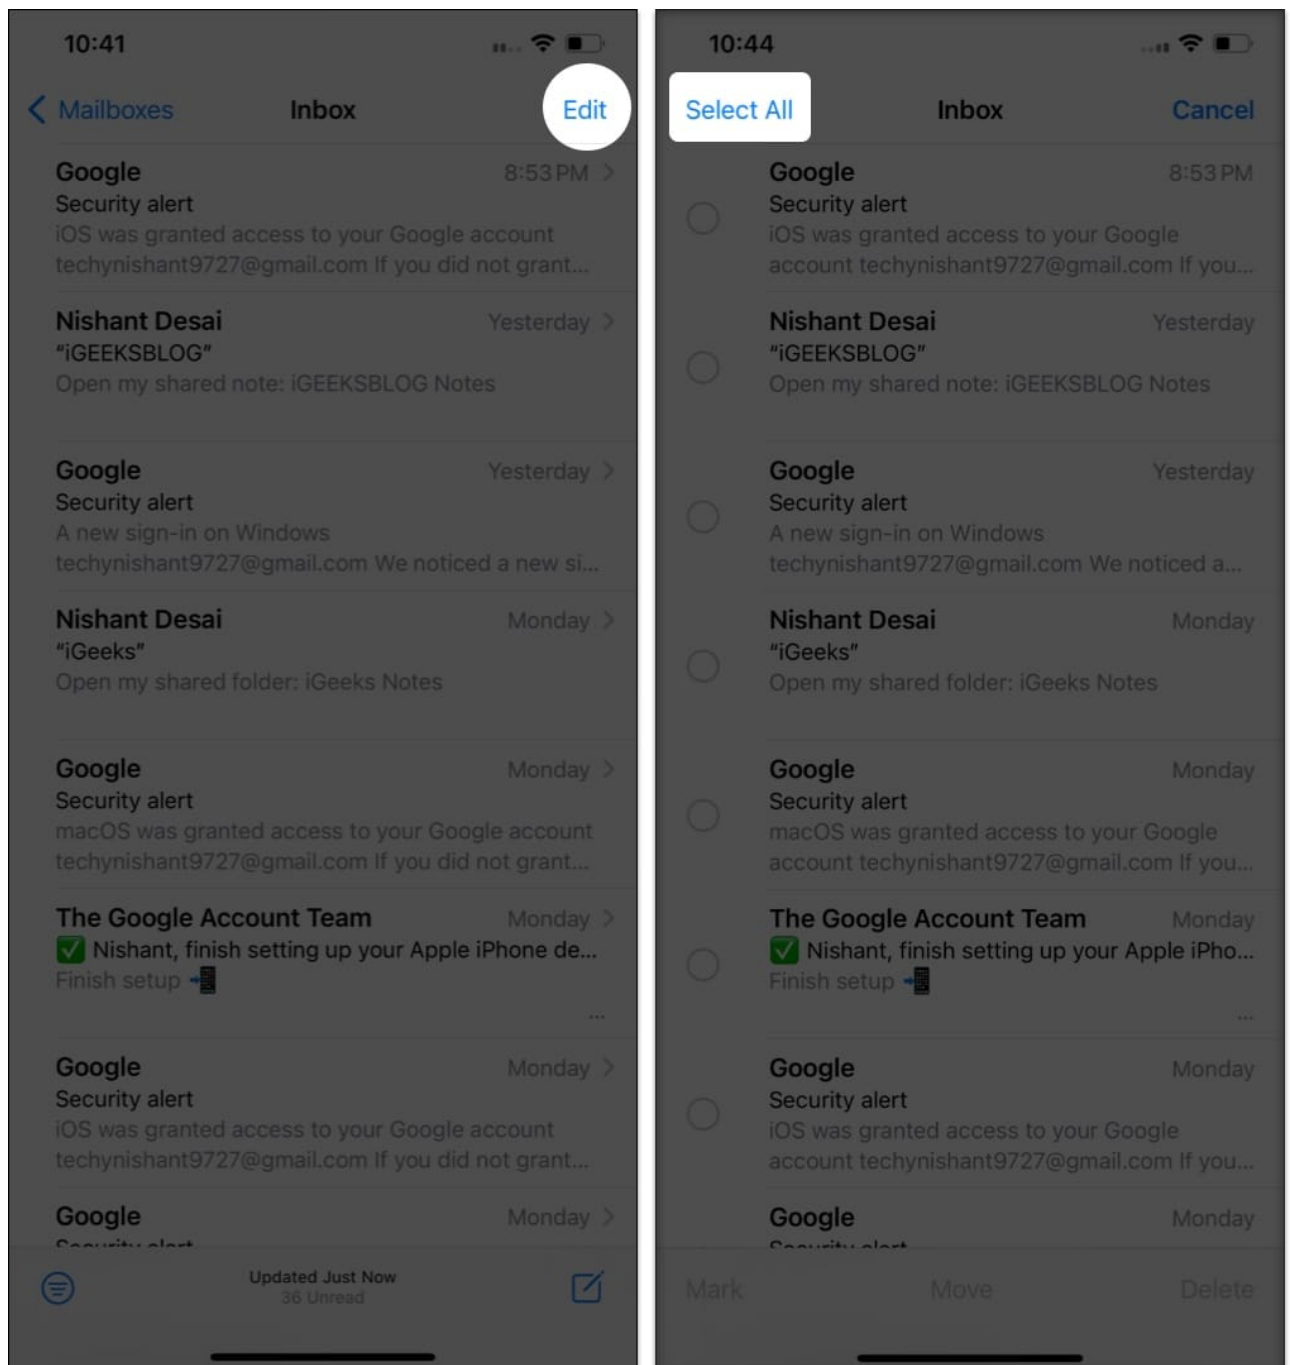 10:41
Mailboxes Inbox Edit
Google 8:53 PM
Security alert
iOS was granted access to your Google account
techynishant9727@gmail.com If you did not grant...
Nishant Desai Yesterday
“iGEEKSBLOG”
Open my shared note: iGEEKSBLOG Notes
Google Yesterday
Security alert
A new sign-in on Windows
techynishant9727@gmail.com We noticed a new si...
Nishant Desai Monday
“iGeeks”
Open my shared folder: iGeeks Notes
Google Monday
Security alert
macOS was granted access to your Google account
techynishant9727@gmail.com If you did not grant...
The Google Account Team Monday
✅ Nishant, finish setting up your Apple iPhone de...
Finish setup 📲
...
Google Monday
Security alert
iOS was granted access to your Google account
techynishant9727@gmail.com If you did not grant...
Google Monday
Security alert
Updated Just Now
36 Unread
10:44
Select All Inbox Cancel
Google 8:53 PM
Security alert
iOS was granted access to your Google
account techynishant9727@gmail.com If you...
Nishant Desai Yesterday
“iGEEKSBLOG”
Open my shared note: iGEEKSBLOG Notes
Google Yesterday
Security alert
A new sign-in on Windows
techynishant9727@gmail.com We noticed a...
Nishant Desai Monday
“iGeeks”
Open my shared folder: iGeeks Notes
Google Monday
Security alert
macOS was granted access to your Google
account techynishant9727@gmail.com If you...
The Google Account Team Monday
✅ Nishant, finish setting up your Apple iPho...
Finish setup 📲
...
Google Monday
Security alert
iOS was granted access to your Google
account techynishant9727@gmail.com If you...
Google Monday
Security alert
Mark Move Delete